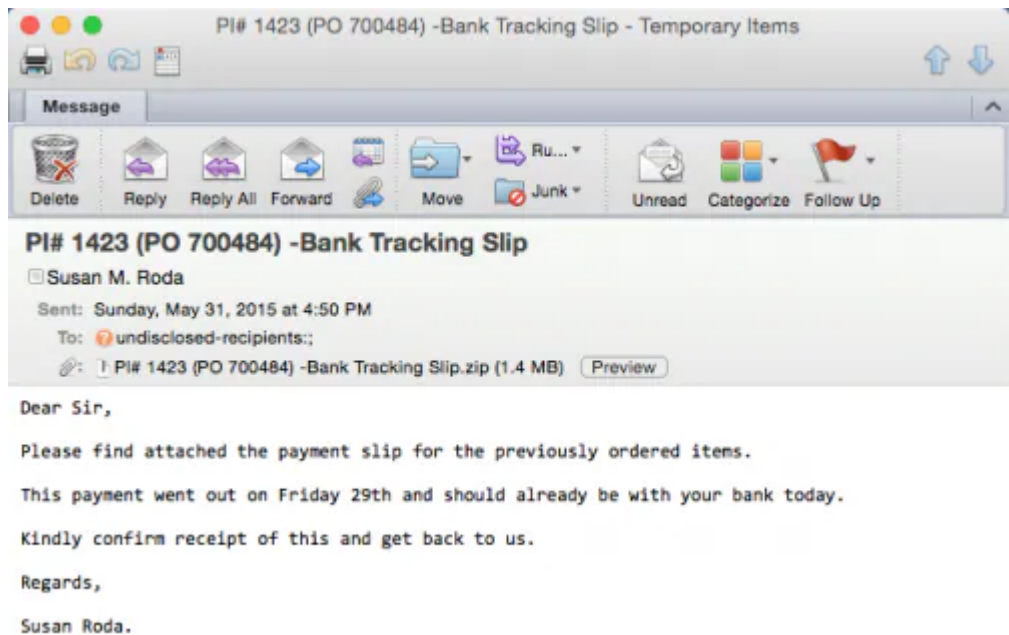 PI# 1423 (PO 700484) -Bank Tracking Slip - Temporary Items
Message
Delete Reply Reply All Forward Move Ru... Junk Unread Categorize Follow Up
PI# 1423 (PO 700484) -Bank Tracking Slip
Susan M. Roda
Sent: Sunday, May 31, 2015 at 4:50 PM
To: undisclosed-recipients:;
PI# 1423 (PO 700484) -Bank Tracking Slip.zip (1.4 MB) Preview
Dear Sir,
Please find attached the payment slip for the previously ordered items.
This payment went out on Friday 29th and should already be with your bank today.
Kindly confirm receipt of this and get back to us.
Regards,
Susan Roda.